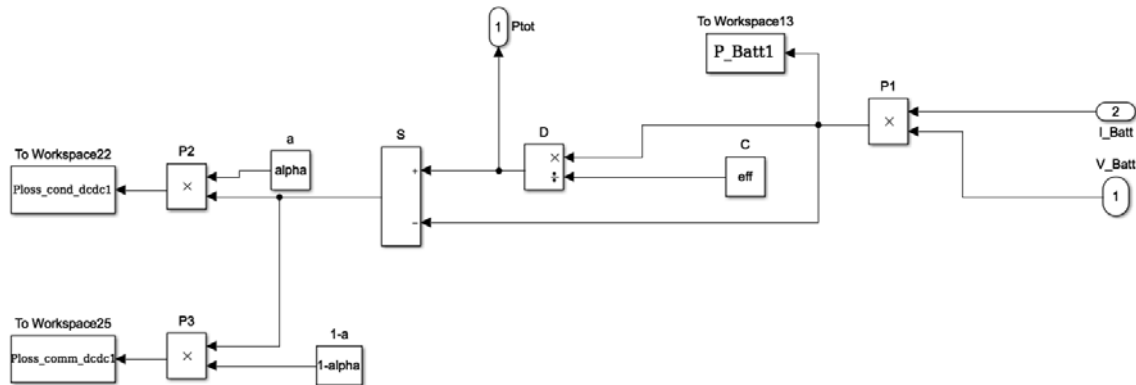 1
Ptot
To Workspace13
P_Batt1
P1
×
2
I_Batt
V_Batt
1
D
×
÷
C
eff
S
+
−
a
alpha
P2
×
To Workspace22
Ploss_cond_dcdc1
To Workspace25
Ploss_comm_dcdc1
P3
×
1-a
1-alpha